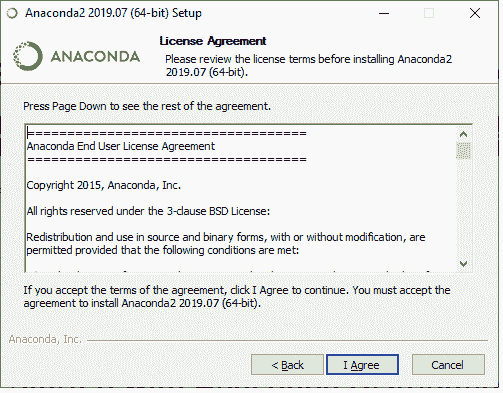 Anaconda2 2019.07 (64-bit) Setup
ANACONDA
License Agreement
Please review the license terms before installing Anaconda2
2019.07 (64-bit).
Press Page Down to see the rest of the agreement.
===================================
Anaconda End User License Agreement
===================================
Copyright 2015, Anaconda, Inc.
All rights reserved under the 3-clause BSD License:
Redistribution and use in source and binary forms, with or without modification, are
permitted provided that the following conditions are met:
If you accept the terms of the agreement, click I Agree to continue. You must accept the
agreement to install Anaconda2 2019.07 (64-bit).
Anaconda, Inc.
< Back
I Agree
Cancel